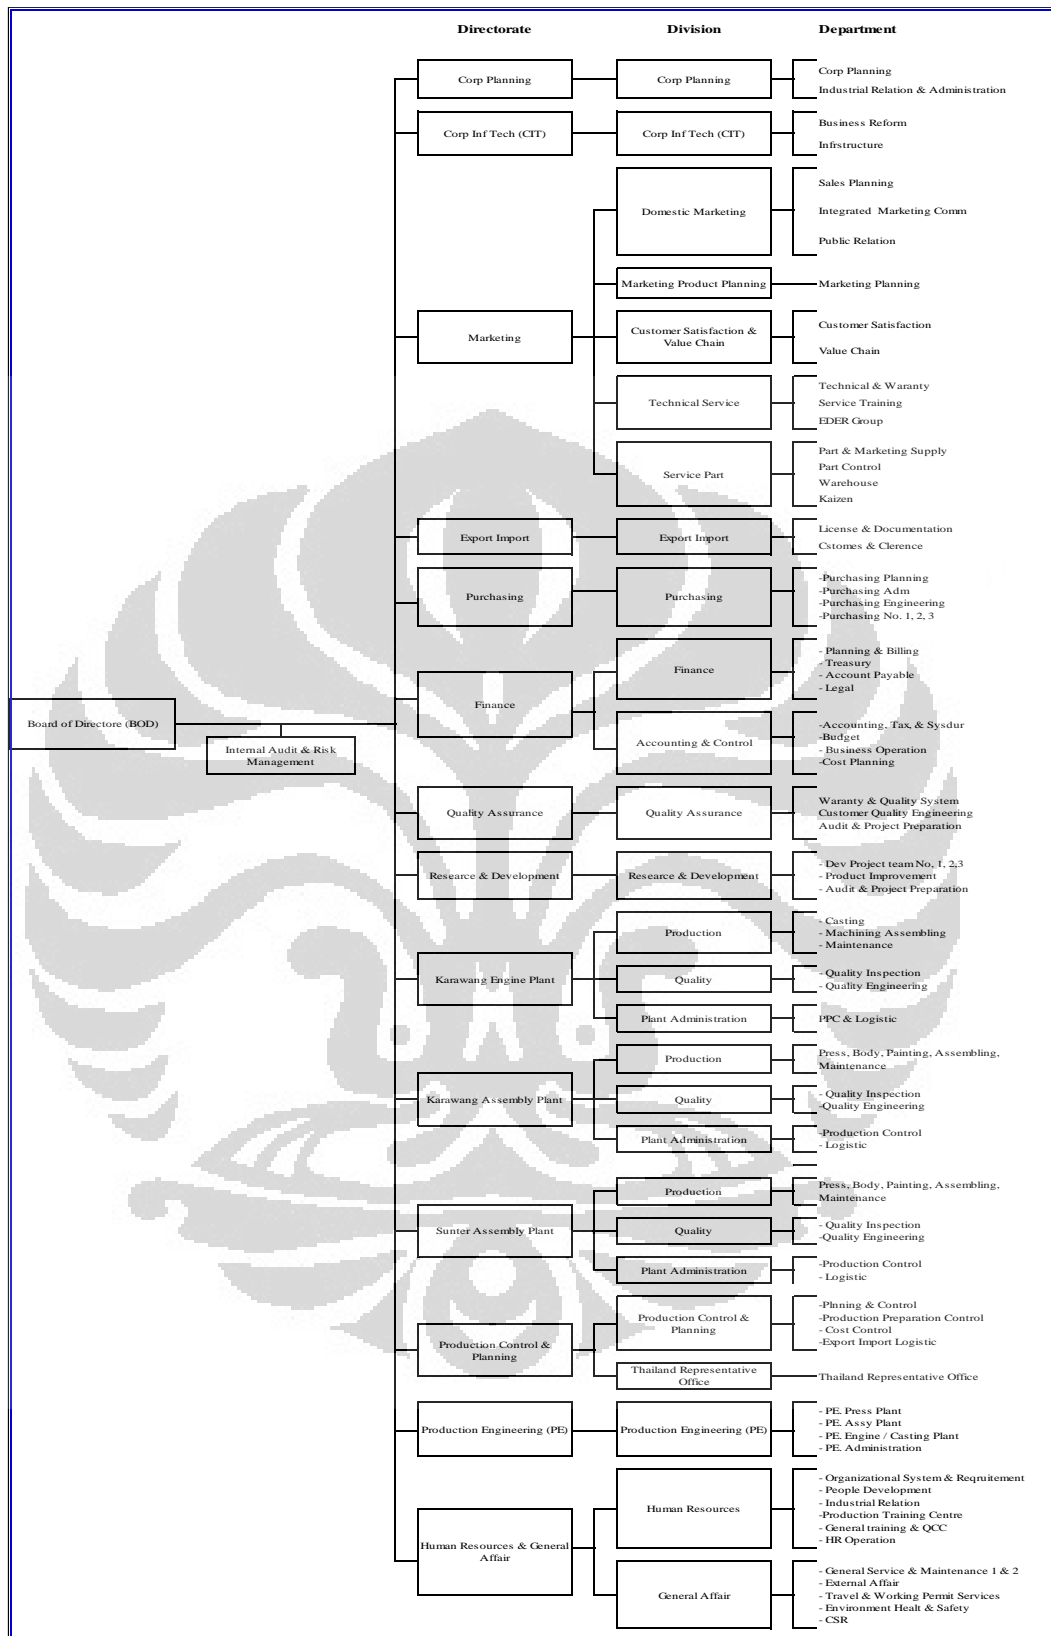 Directorate Division Department
Corp Planning
Corp Planning
Corp Planning
Industrial Relation & Administration
Corp Inf Tech (CIT)
Corp Inf Tech (CIT)
Business Reform
Infrstructure
Marketing
Domestic Marketing
Sales Planning
Integrated Marketing Comm
Public Relation
Marketing Product Planning
Marketing Planning
Customer Satisfaction &
Value Chain
Customer Satisfaction
Value Chain
Technical Service
Technical & Waranty
Service Training
EDER Group
Service Part
Part & Marketing Supply
Part Control
Warehouse
Kaizen
Export Import
Export Import
License & Documentation
Cstomes & Clerence
Purchasing
Purchasing
-Purchasing Planning
-Purchasing Adm
-Purchasing Engineering
-Purchasing No. 1, 2, 3
Board of Directore (BOD)
Internal Audit & Risk
Management
Finance
Finance
- Planning & Billing
- Treasury
- Account Payable
- Legal
Accounting & Control
-Accounting, Tax, & Sysdur
-Budget
- Business Operation
-Cost Planning
Quality Assurance
Quality Assurance
Waranty & Quality System
Customer Quality Engineering
Audit & Project Preparation
Researce & Development
Researce & Development
- Dev Project team No, 1, 2,3
- Product Improvement
- Audit & Project Preparation
Karawang Engine Plant
Production
- Casting
- Machining Assembling
- Maintenance
Quality
- Quality Inspection
- Quality Engineering
Plant Administration
PPC & Logistic
Karawang Assembly Plant
Production
Press, Body, Painting, Assembling,
Maintenance
Quality
- Quality Inspection
-Quality Engineering
Plant Administration
-Production Control
- Logistic
Sunter Assembly Plant
Production
Press, Body, Painting, Assembling,
Maintenance
Quality
- Quality Inspection
-Quality Engineering
Plant Administration
-Production Control
- Logistic
Production Control &
Planning
Production Control &
Planning
-Plnning & Control
-Production Preparation Control
- Cost Control
-Export Import Logistic
Thailand Representative
Office
Thailand Representative Office
Production Engineering (PE)
Production Engineering (PE)
- PE. Press Plant
- PE. Assy Plant
- PE. Engine / Casting Plant
- PE. Administration
Human Resources & General
Affair
Human Resources
- Organizational System & Reqruitement
- People Development
- Industrial Relation
-Production Training Centre
- General training & QCC
- HR Operation
General Affair
- General Service & Maintenance 1 & 2
- External Affair
- Travel & Working Permit Services
- Environment Healt & Safety
- CSR